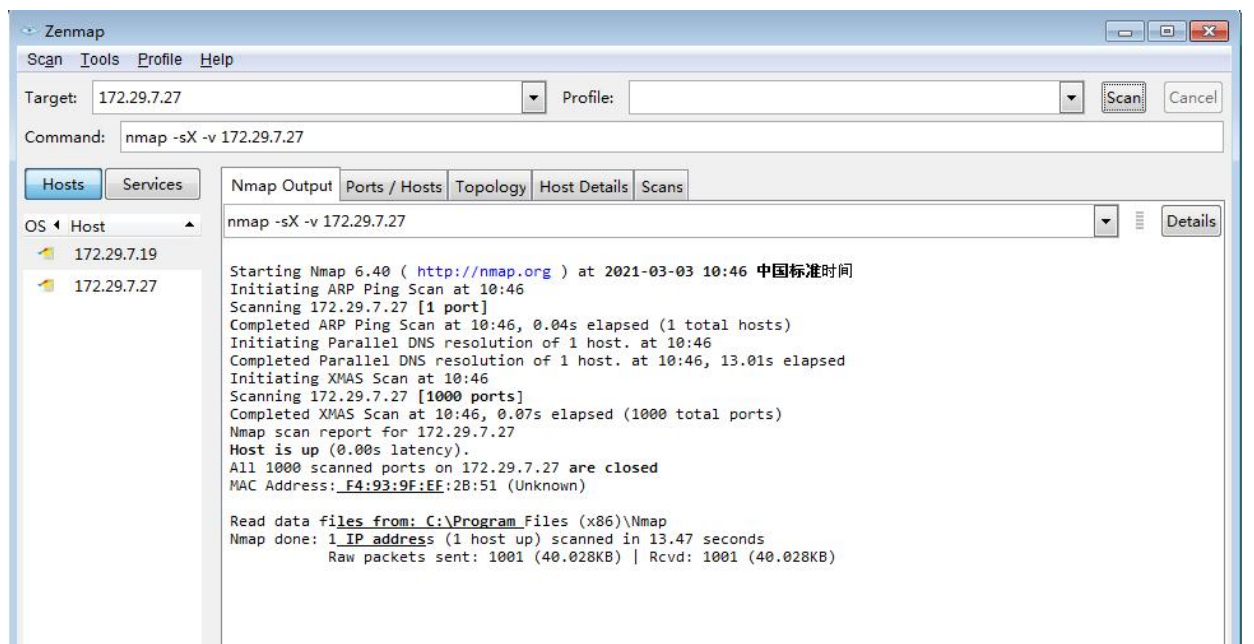 Zenmap
Scan Tools Profile Help
Target: 172.29.7.27 Profile: Scan Cancel
Command: nmap -sX -v 172.29.7.27
Hosts Services Nmap Output Ports / Hosts Topology Host Details Scans
OS Host
nmap -sX -v 172.29.7.27 Details
172.29.7.19
172.29.7.27
Starting Nmap 6.40 ( http://nmap.org ) at 2021-03-03 10:46 中国标准时间
Initiating ARP Ping Scan at 10:46
Scanning 172.29.7.27 [1 port]
Completed ARP Ping Scan at 10:46, 0.04s elapsed (1 total hosts)
Initiating Parallel DNS resolution of 1 host. at 10:46
Completed Parallel DNS resolution of 1 host. at 10:46, 13.01s elapsed
Initiating XMAS Scan at 10:46
Scanning 172.29.7.27 [1000 ports]
Completed XMAS Scan at 10:46, 0.07s elapsed (1000 total ports)
Nmap scan report for 172.29.7.27
Host is up (0.00s latency).
All 1000 scanned ports on 172.29.7.27 are closed
MAC Address: F4:93:9F:EF:2B:51 (Unknown)
Read data files from: C:\Program Files (x86)\Nmap
Nmap done: 1 IP address (1 host up) scanned in 13.47 seconds
Raw packets sent: 1001 (40.028KB) | Rcvd: 1001 (40.028KB)